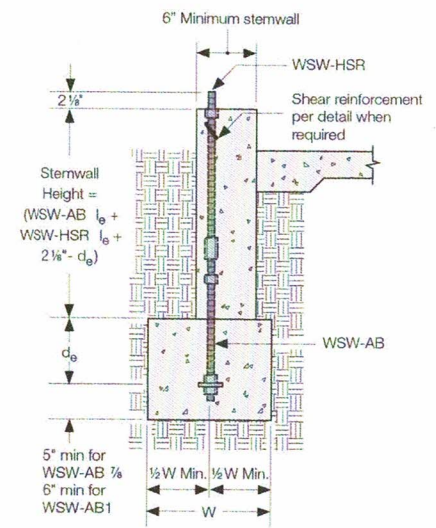 6" Minimum stemwall
WSW-HSR
2⅛"
Shear reinforcement
per detail when
required
Stemwall
Height =
(WSW-AB lₑ +
WSW-HSR lₑ +
2⅛"- dₑ)
dₑ
WSW-AB
5" min for
WSW-AB ⅞
6" min for
WSW-AB1
½ W Min.
½ W Min.
W